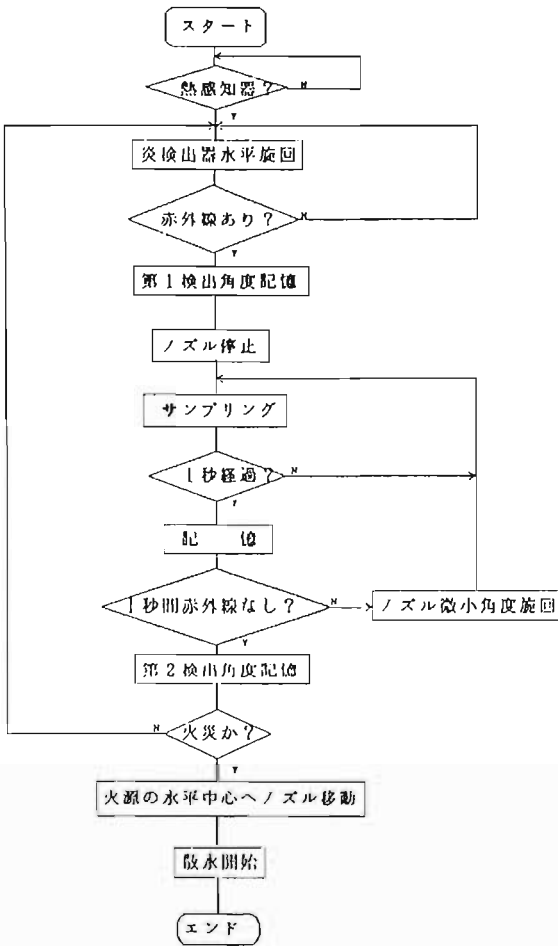 スタート
熱感知器?
N
Y
炎検出器水平旋回
赤外線あり?
N
Y
第1検出角度記憶
ノズル停止
サンプリング
1秒経過?
N
Y
記 憶
1秒間赤外線なし?
N
ノズル微小角度旋回
Y
第2検出角度記憶
N
火災か?
Y
火源の水平中心へノズル移動
散水開始
エンド